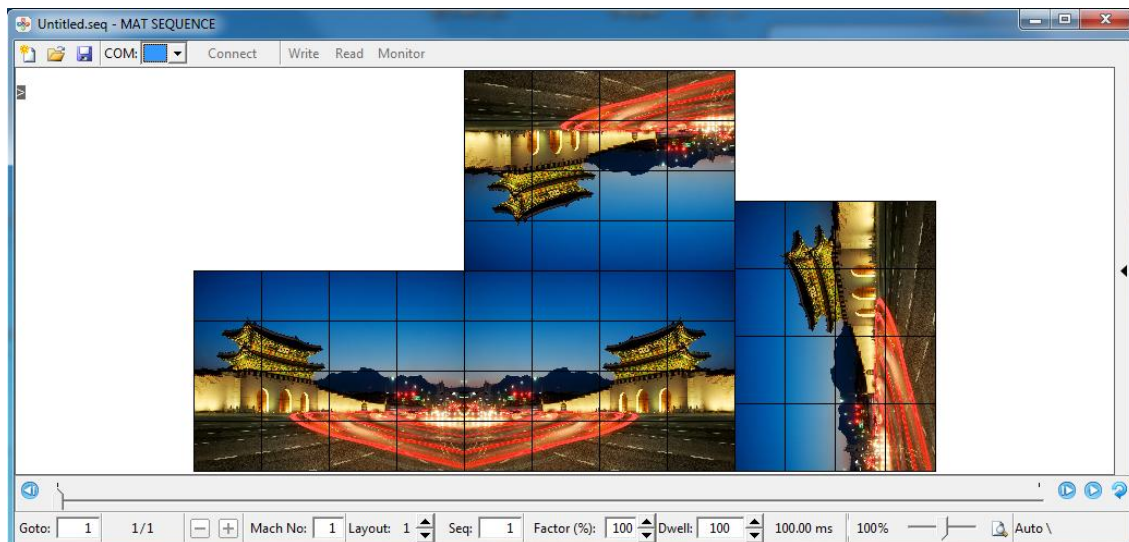 Untitled.seq - MAT SEQUENCE
COM: Connect Write Read Monitor
>
Goto: 1 1/1 Mach No: 1 Layout: 1 Seq: 1 Factor (%): 100 Dwell: 100 100.00 ms 100% Auto \